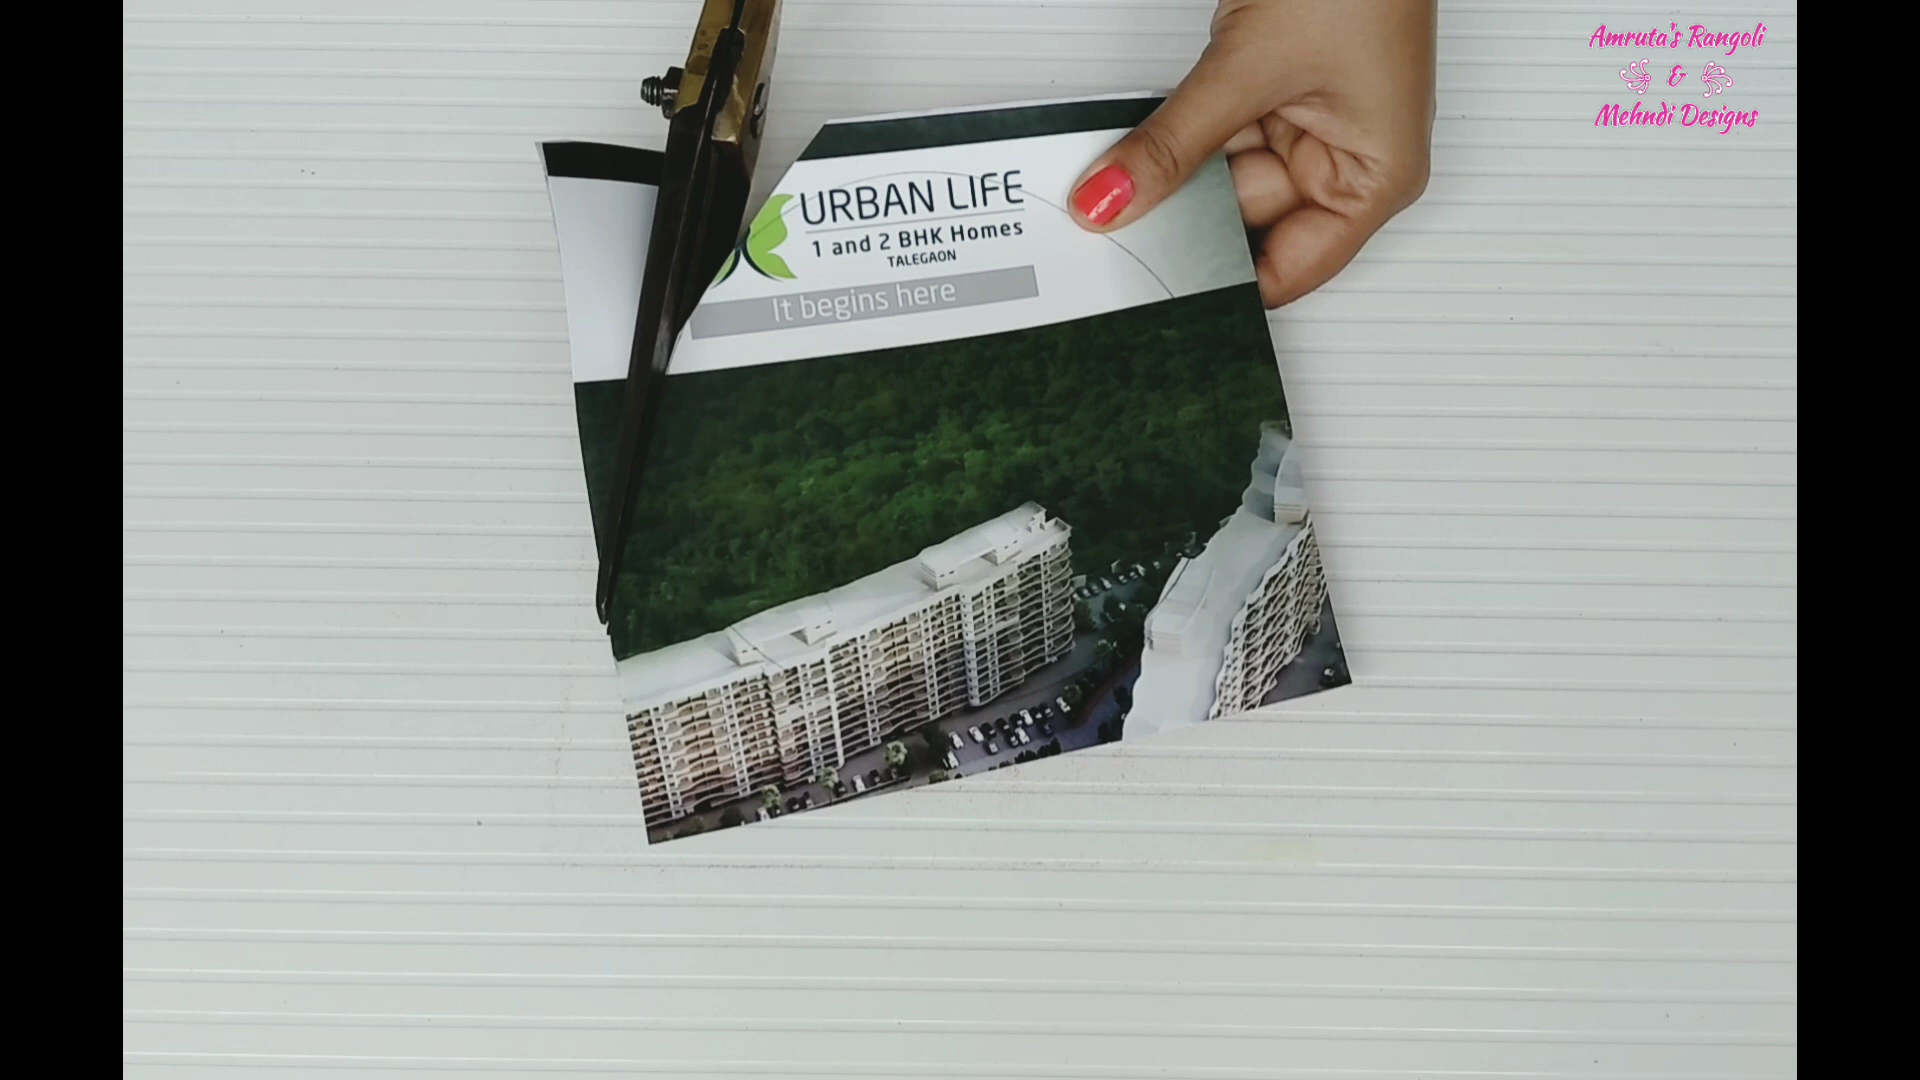 Amruta's Rangoli
&
Mehndi Designs
URBAN LIFE
1 and 2 BHK Homes
TALEGAON
It begins here